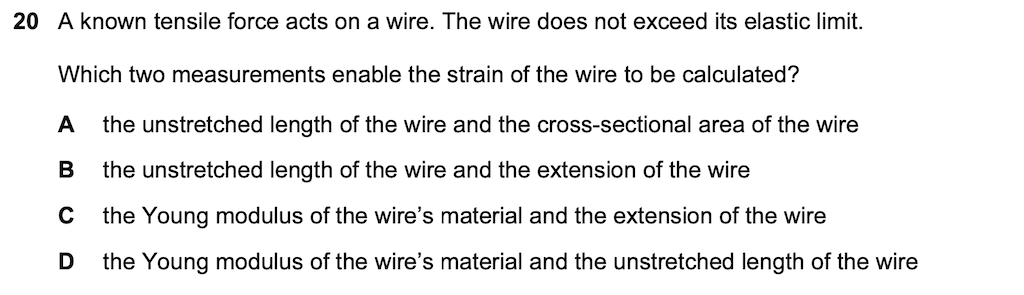 20 A known tensile force acts on a wire. The wire does not exceed its elastic limit.
Which two measurements enable the strain of the wire to be calculated?
A the unstretched length of the wire and the cross-sectional area of the wire
B the unstretched length of the wire and the extension of the wire
C the Young modulus of the wire's material and the extension of the wire
D the Young modulus of the wire's material and the unstretched length of the wire